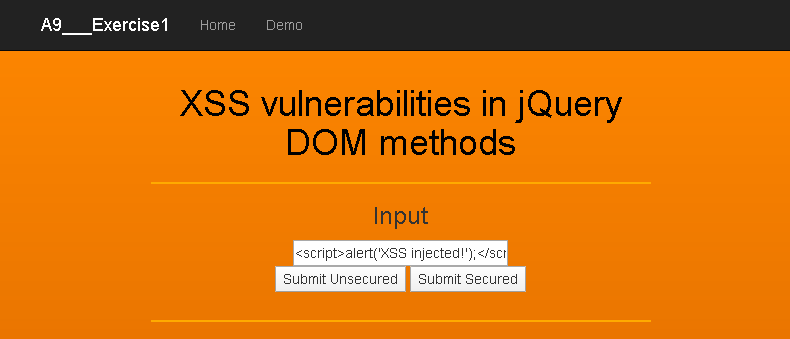 A9___Exercise1 Home Demo
XSS vulnerabilities in jQuery
DOM methods
Input
<script>alert('XSS injected!');</scr
Submit Unsecured Submit Secured